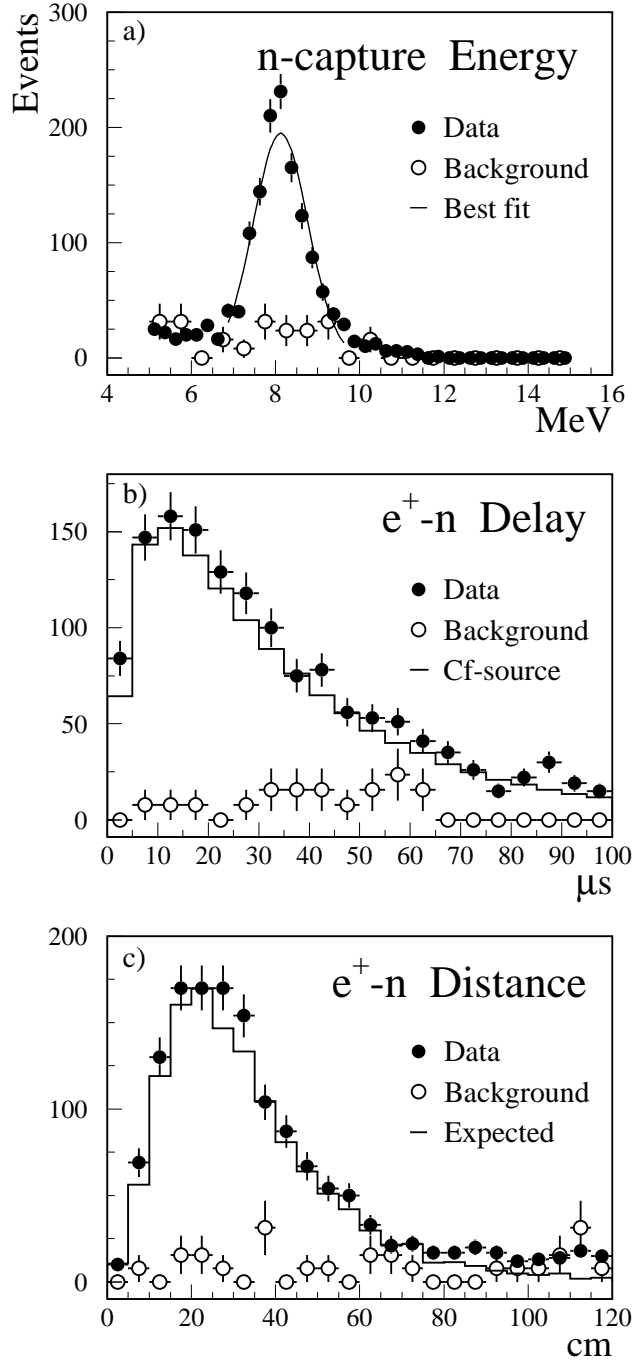 a)
n-capture Energy
Events
300
200
100
0
Data
Background
Best fit
4 6 8 10 12 14 16
MeV
b)
e⁺-n Delay
150
100
50
0
Data
Background
Cf-source
0 10 20 30 40 50 60 70 80 90 100
μs
c)
e⁺-n Distance
200
100
0
Data
Background
Expected
0 20 40 60 80 100 120
cm